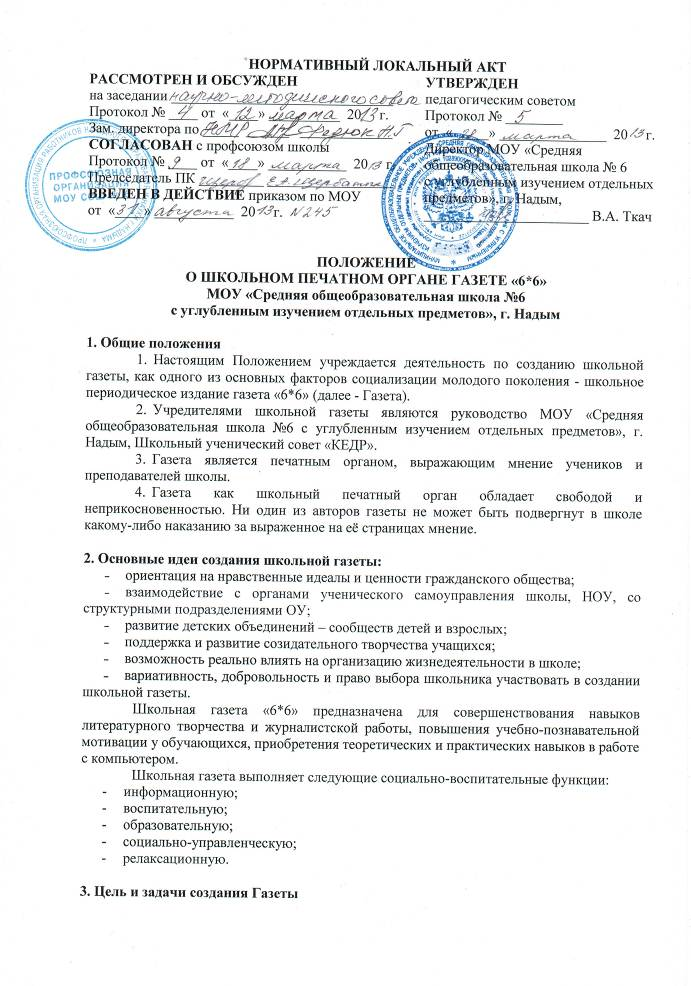 НОРМАТИВНЫЙ ЛОКАЛЬНЫЙ АКТ
РАССМОТРЕН И ОБСУЖДЕН
на заседании научно-методического совета
Протокол № 4 от «12» марта 2013 г.
Зам. директора по НМР Федюк Н.Г
СОГЛАСОВАН с профсоюзом школы
Протокол № 9 от «18» марта 2013 г.
Председатель ПК
ВВЕДЕН В ДЕЙСТВИЕ приказом по МОУ
от «31» августа 2013г. №245
УТВЕРЖДЕН
педагогическим советом
Протокол № 5
от «28» марта 2013г.
Директор МОУ «Средняя
общеобразовательная школа № 6
с углубленным изучением отдельных
предметов», г. Надым,
В.А. Ткач
ПРОФСОЮЗНАЯ
ОРГАНИЗАЦИЯ
ПОЛОЖЕНИЕ
О ШКОЛЬНОМ ПЕЧАТНОМ ОРГАНЕ ГАЗЕТЕ «6*6»
МОУ «Средняя общеобразовательная школа №6
с углубленным изучением отдельных предметов», г. Надым
1. Общие положения
1. Настоящим Положением учреждается деятельность по созданию школьной
газеты, как одного из основных факторов социализации молодого поколения - школьное
периодическое издание газета «6*6» (далее - Газета).
2. Учредителями школьной газеты являются руководство МОУ «Средняя
общеобразовательная школа №6 с углубленным изучением отдельных предметов», г.
Надым, Школьный ученический совет «КЕДР».
3. Газета является печатным органом, выражающим мнение учеников и
преподавателей школы.
4. Газета как школьный печатный орган обладает свободой и
неприкосновенностью. Ни один из авторов газеты не может быть подвергнут в школе
какому-либо наказанию за выраженное на её страницах мнение.
2. Основные идеи создания школьной газеты:
- ориентация на нравственные идеалы и ценности гражданского общества;
- взаимодействие с органами ученического самоуправления школы, НОУ, со
структурными подразделениями ОУ;
- развитие детских объединений – сообществ детей и взрослых;
- поддержка и развитие созидательного творчества учащихся;
- возможность реально влиять на организацию жизнедеятельности в школе;
- вариативность, добровольность и право выбора школьника участвовать в создании
школьной газеты.
Школьная газета «6*6» предназначена для совершенствования навыков
литературного творчества и журналистской работы, повышения учебно-познавательной
мотивации у обучающихся, приобретения теоретических и практических навыков в работе
с компьютером.
Школьная газета выполняет следующие социально-воспитательные функции:
- информационную;
- воспитательную;
- образовательную;
- социально-управленческую;
- релаксационную.
3. Цель и задачи создания Газеты